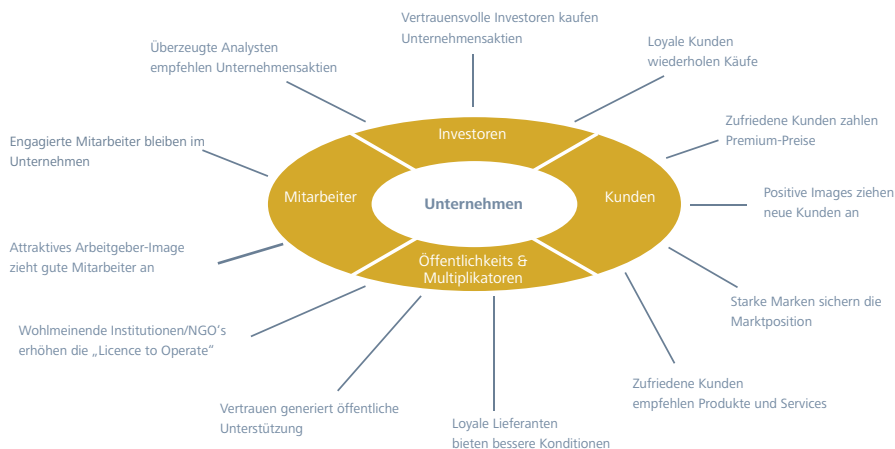 Vertrauensvolle Investoren kaufen
Unternehmensaktien
Überzeugte Analysten
empfehlen Unternehmensaktien
Loyale Kunden
wiederholen Käufe
Zufriedene Kunden zahlen
Premium-Preise
Engagierte Mitarbeiter bleiben im
Unternehmen
Investoren
Mitarbeiter
Unternehmen
Kunden
Positive Images ziehen
neue Kunden an
Attraktives Arbeitgeber-Image
zieht gute Mitarbeiter an
Öffentlichkeits &
Multiplikatoren
Starke Marken sichern die
Marktposition
Wohlmeinende Institutionen/NGO’s
erhöhen die „Licence to Operate“
Zufriedene Kunden
empfehlen Produkte und Services
Vertrauen generiert öffentliche
Unterstützung
Loyale Lieferanten
bieten bessere Konditionen